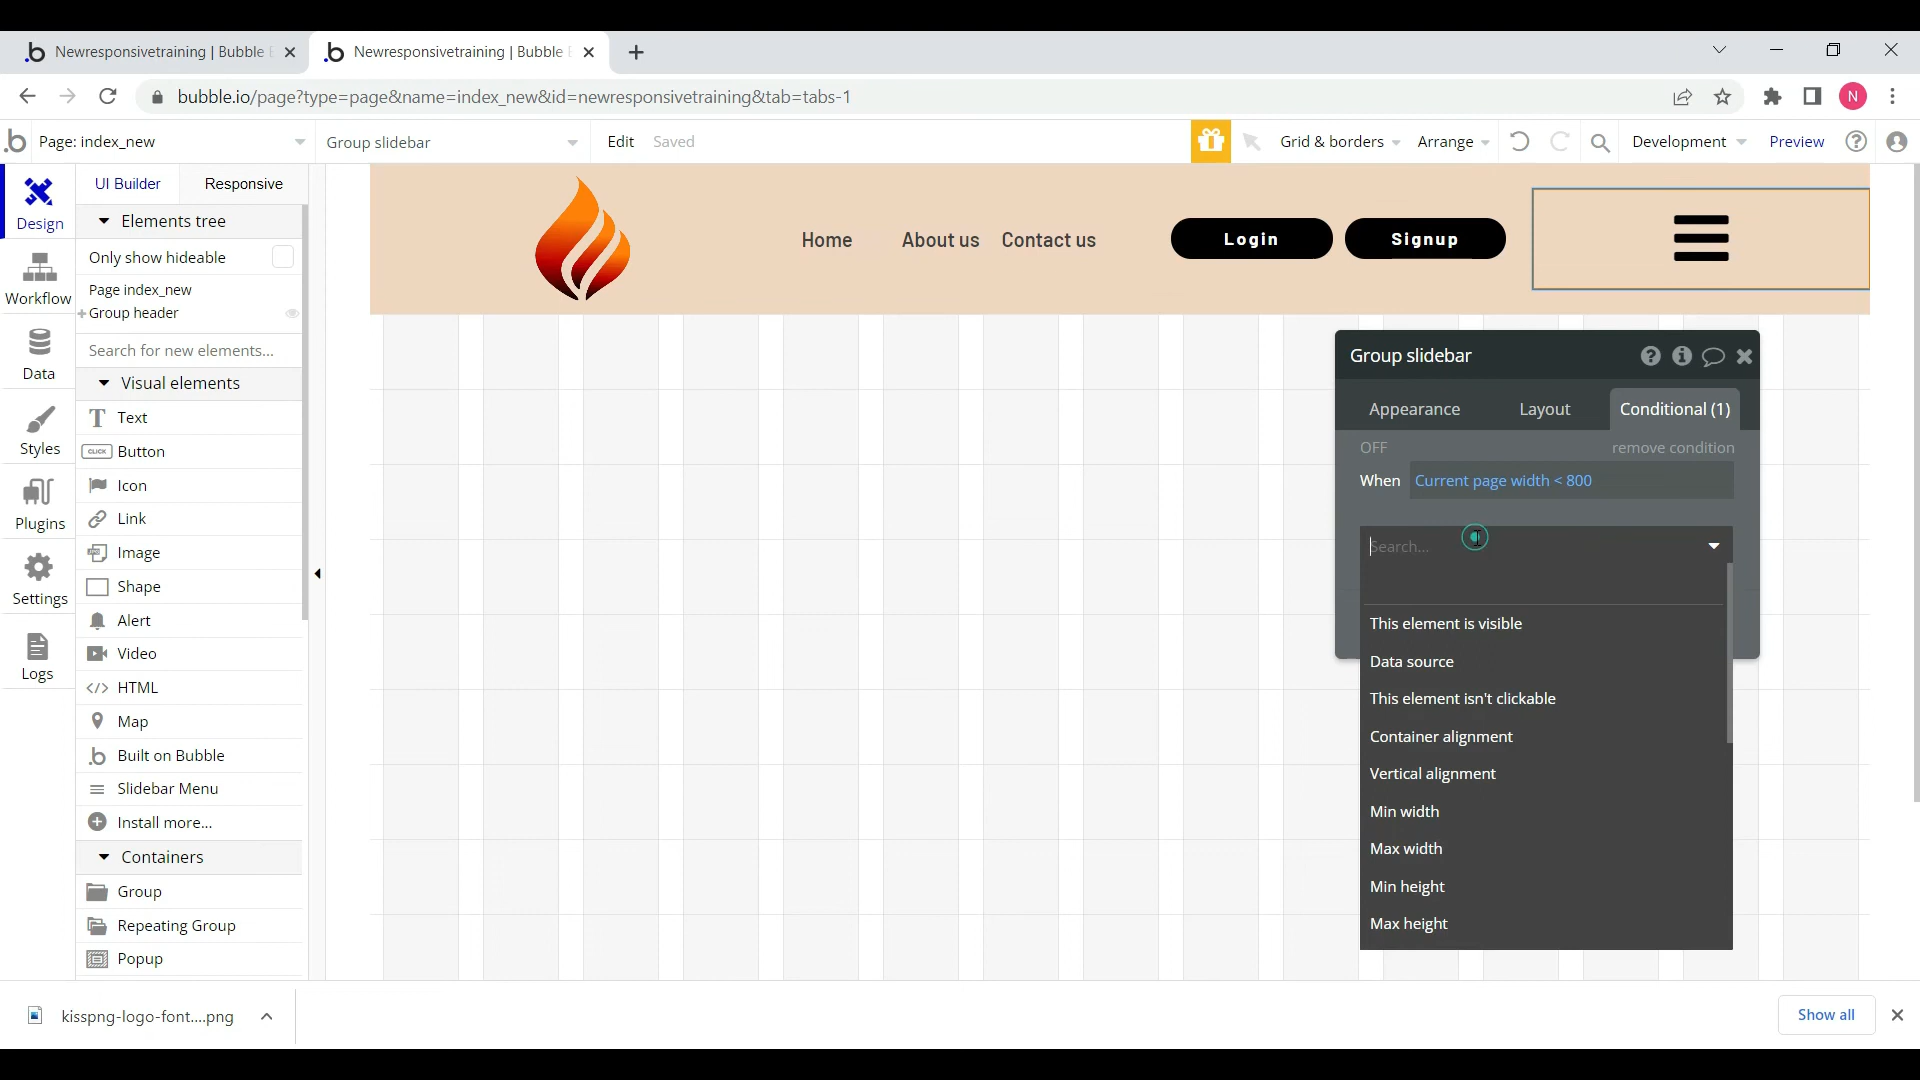 Newresponsivetraining | Bubble E
Newresponsivetraining | Bubble E
bubble.io/page?type=page&name=index_new&id=newresponsivetraining&tab=tabs-1
N
Page: index_new
Group slidebar
Edit
Saved
Grid & borders
Arrange
Development
Preview
Design
Workflow
Data
Styles
Plugins
Settings
Logs
UI Builder
Responsive
Elements tree
Only show hideable
Page index_new
Group header
Search for new elements...
Visual elements
Text
CLICK Button
Icon
Link
Image
Shape
Alert
Video
</> HTML
Map
Built on Bubble
Slidebar Menu
Install more...
Containers
Group
Repeating Group
Popup
Home
About us
Contact us
Login
Signup
Group slidebar
Appearance
Layout
Conditional (1)
OFF
remove condition
When
Current page width < 800
Search...
This element is visible
Data source
This element isn't clickable
Container alignment
Vertical alignment
Min width
Max width
Min height
Max height
kisspng-logo-font....png
Show all